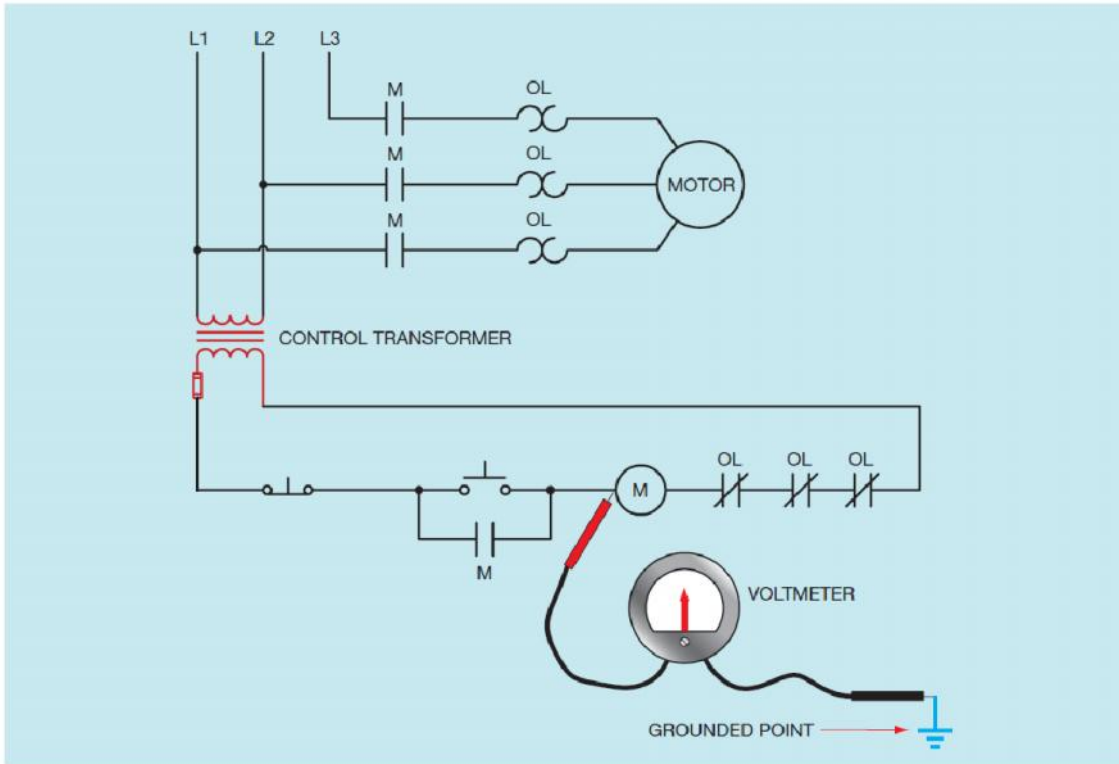 L1 L2 L3
M OL
M OL
MOTOR
M OL
CONTROL TRANSFORMER
OL OL OL
M
M
VOLTMETER
GROUNDED POINT